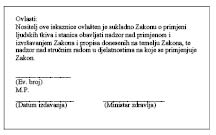 Ovlasti:
Nositelj ove iskaznice ovlašten je sukladno Zakonu o primjeni
ljudskih tkiva i stanica obavljati nadzor nad primjenom i
izvršavanjem Zakona i propisa donesenih na temelju Zakona, te
nadzor nad stručnim radom u djelatnostima na koje se primjenjuje
Zakon.
(Ev. broj)
M.P.
(Datum izdavanja) (Ministar zdravlja)